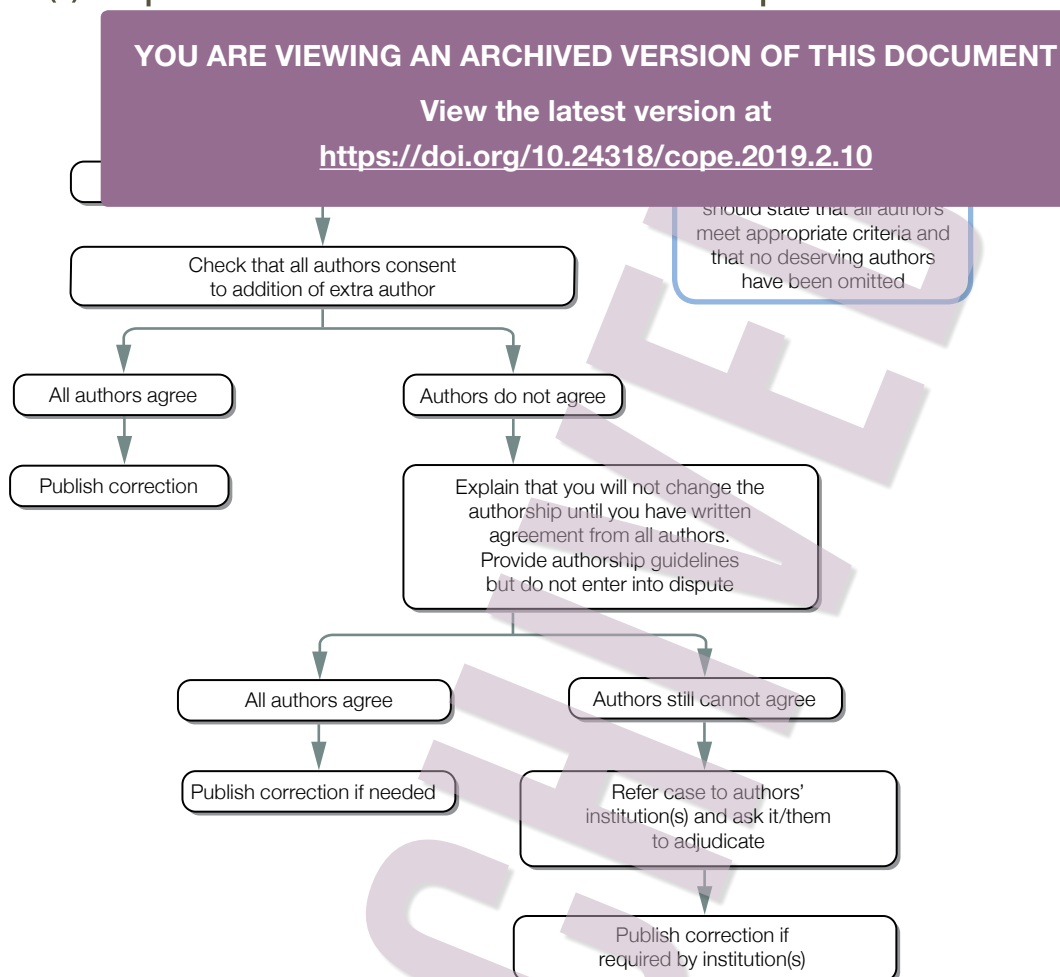 YOU ARE VIEWING AN ARCHIVED VERSION OF THIS DOCUMENT
View the latest version at
https://doi.org/10.24318/cope.2019.2.10
should state that all authors
meet appropriate criteria and
that no deserving authors
have been omitted
Check that all authors consent
to addition of extra author
All authors agree
Authors do not agree
Publish correction
Explain that you will not change the
authorship until you have written
agreement from all authors.
Provide authorship guidelines
but do not enter into dispute
All authors agree
Authors still cannot agree
Publish correction if needed
Refer case to authors’
institution(s) and ask it/them
to adjudicate
Publish correction if
required by institution(s)
CHIVED